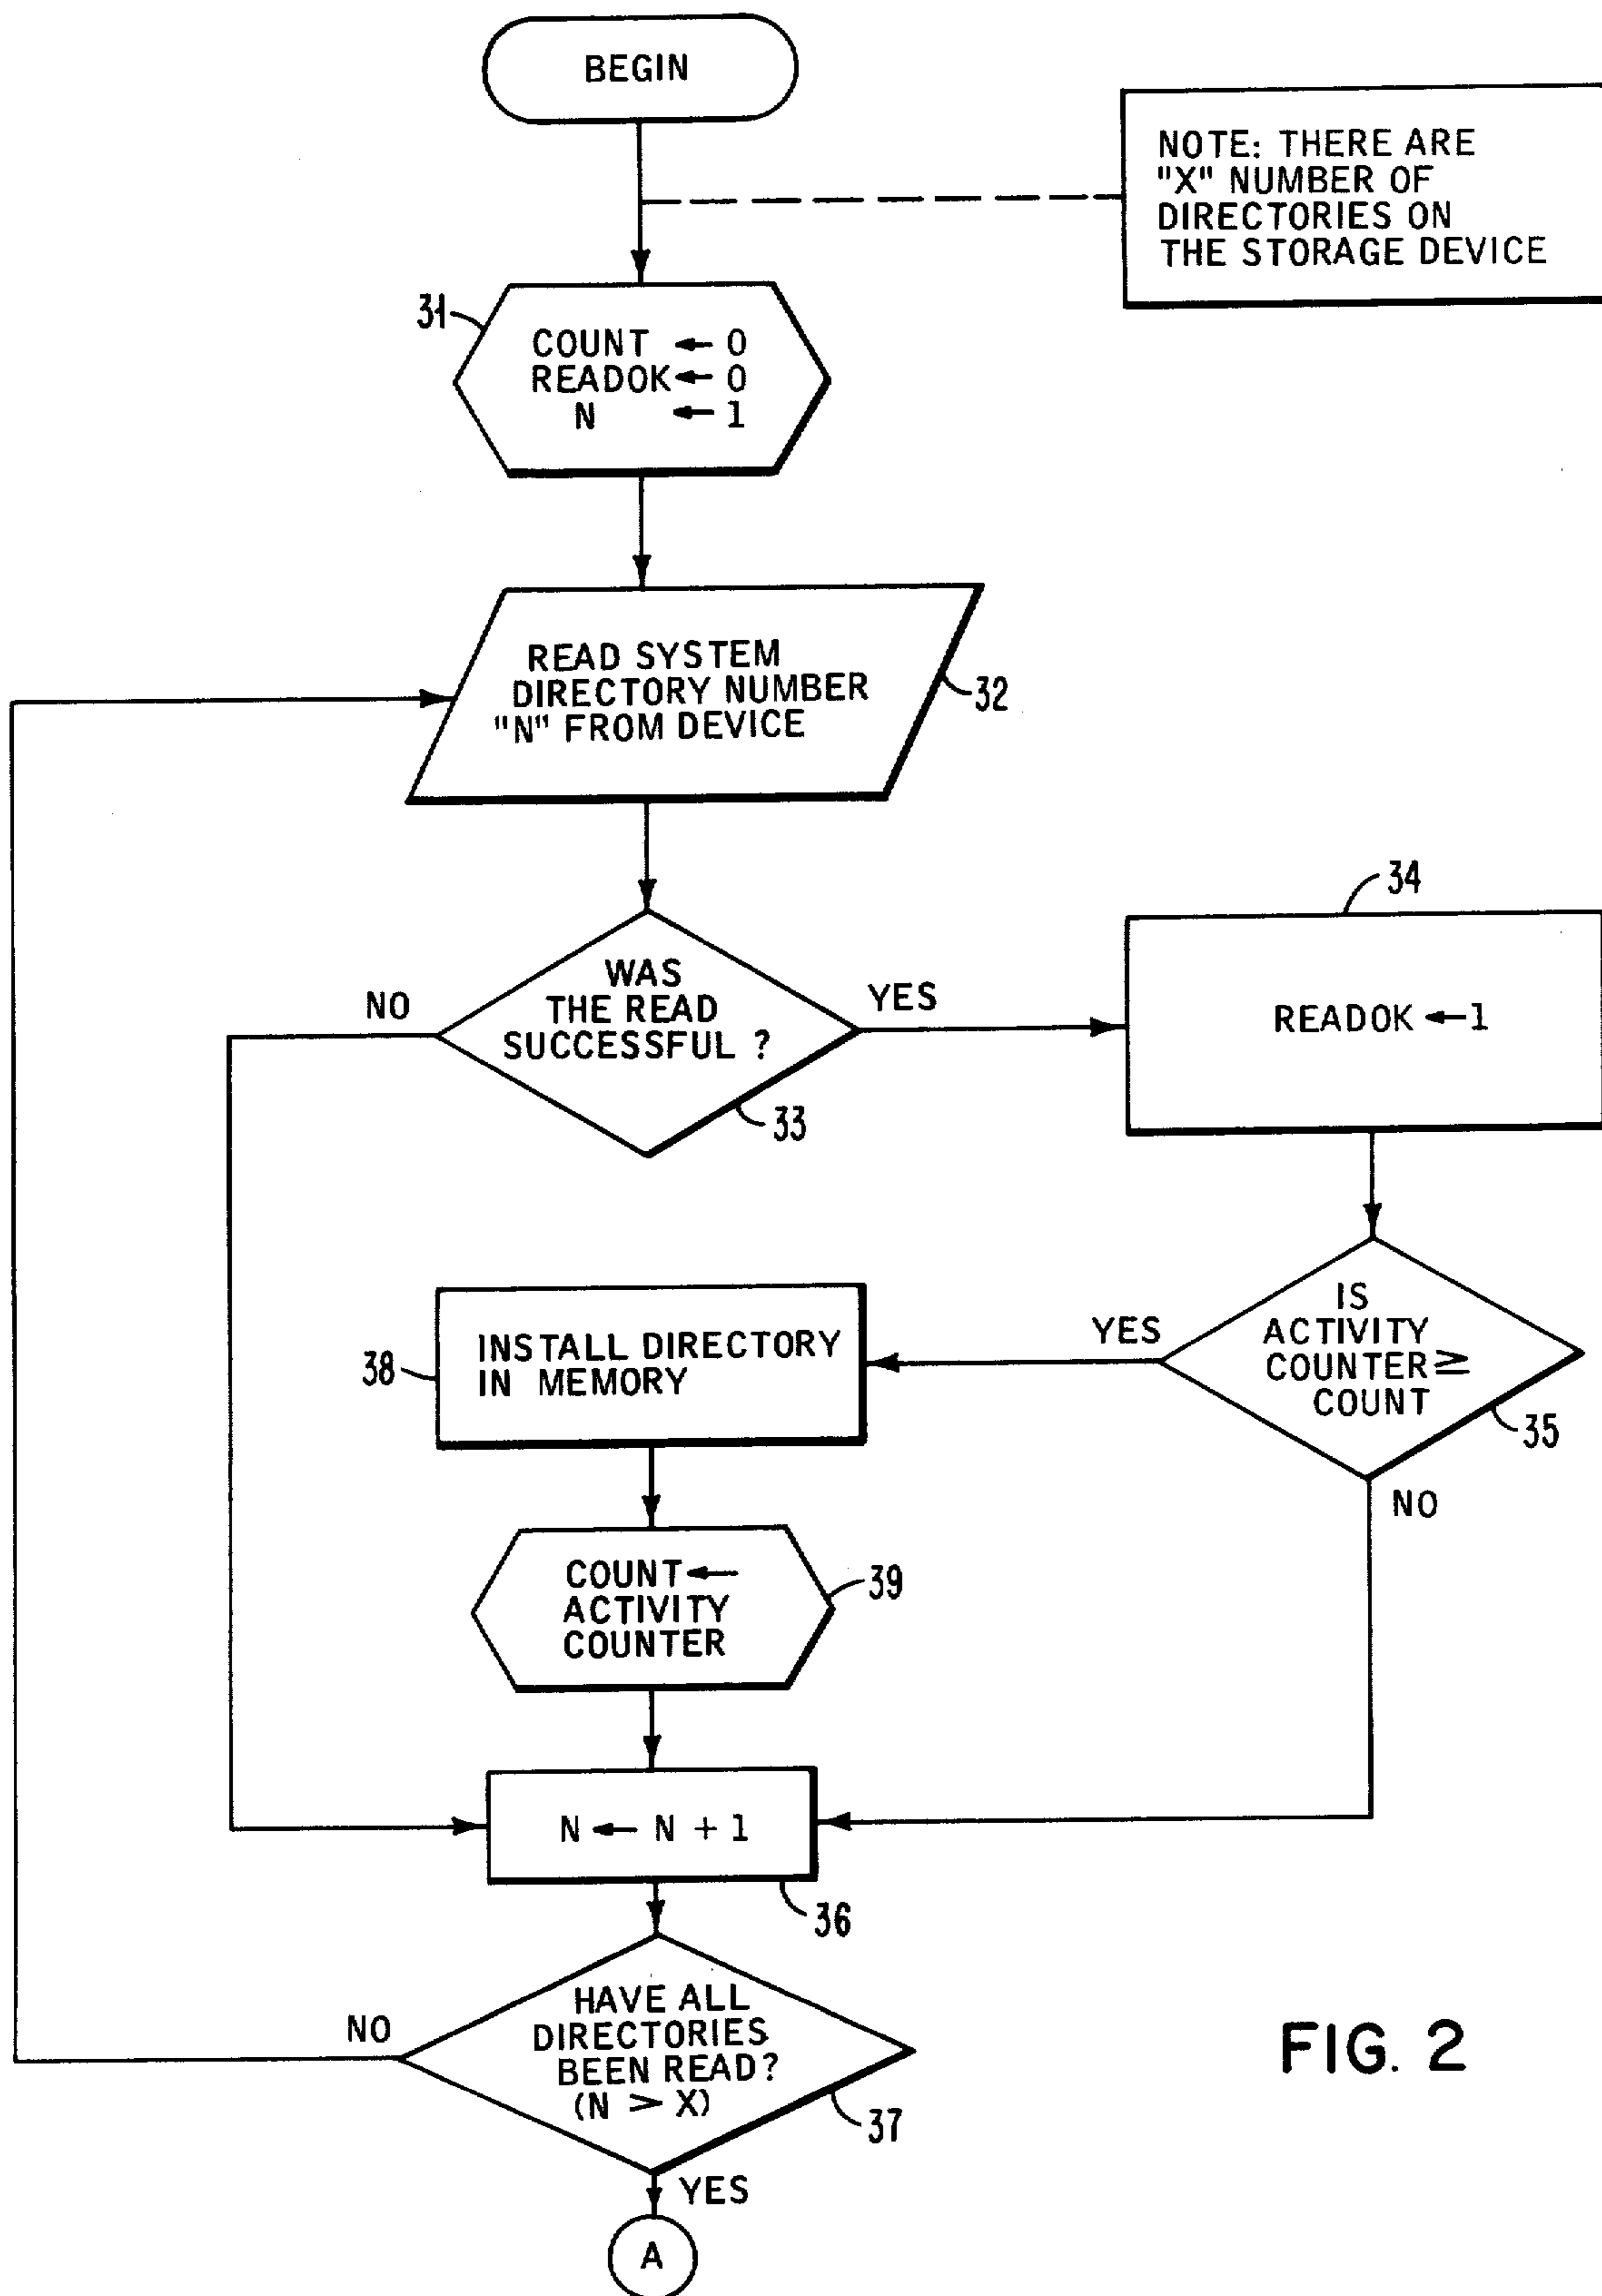 BEGIN
NOTE: THERE ARE
"X" NUMBER OF
DIRECTORIES ON
THE STORAGE DEVICE
31
COUNT ← 0
READOK ← 0
N ← 1
READ SYSTEM
DIRECTORY NUMBER
"N" FROM DEVICE
32
34
WAS
THE READ
SUCCESSFUL ?
NO
YES
33
READOK ← 1
IS
ACTIVITY
COUNTER ≥
COUNT
YES
NO
35
38
INSTALL DIRECTORY
IN MEMORY
COUNT ←
ACTIVITY
COUNTER
39
N ← N + 1
36
HAVE ALL
DIRECTORIES
BEEN READ?
(N > X)
NO
37
YES
A
FIG. 2